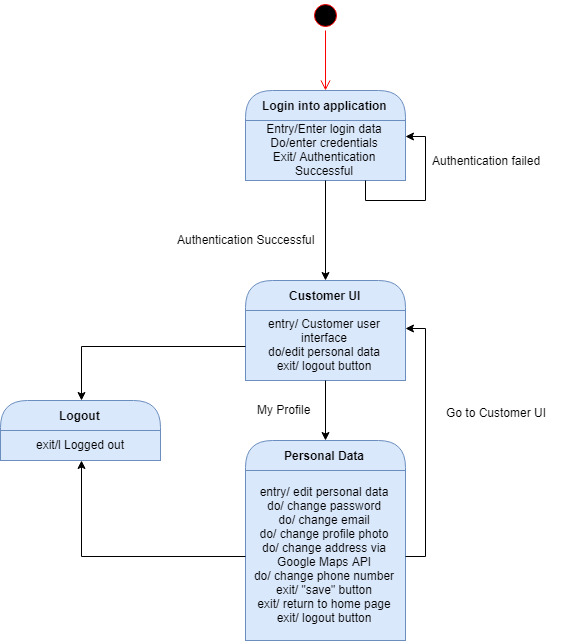 Login into application
Entry/Enter login data
Do/enter credentials
Exit/ Authentication
Successful
Authentication failed
Authentication Successful
Customer UI
entry/ Customer user
interface
do/edit personal data
exit/ logout button
My Profile
Go to Customer UI
Logout
exit/l Logged out
Personal Data
entry/ edit personal data
do/ change password
do/ change email
do/ change profile photo
do/ change address via
Google Maps API
do/ change phone number
exit/ "save" button
exit/ return to home page
exit/ logout button